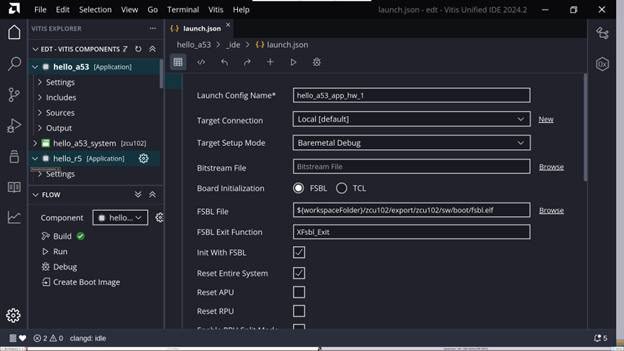 File Edit View Go Terminal Vitis Help
launch.json - edt - Vitis Unified IDE 2024.2
VITIS EXPLORER
launch.json
hello_a53 > _ide > launch.json
EDT - VITIS COMPONENTS
hello_a53 [Application]
Settings
Includes
Sources
Output
hello_a53_system [zcu102]
hello_r5 [Application]
Settings
FLOW
Component hello...
Build
Run
Debug
Create Boot Image
Launch Config Name* hello_a53_app_hw_1
Target Connection Local [default] New
Target Setup Mode Baremetal Debug
Bitstream File Bitstream File Browse
Board Initialization FSBL TCL
FSBL File ${workspaceFolder}/zcu102/export/zcu102/sw/boot/fsbl.elf Browse
FSBL Exit Function XFsbl_Exit
Init With FSBL
Reset Entire System
Reset APU
Reset RPU
Enable RPU Split Mode
2 0 clangd: idle 5